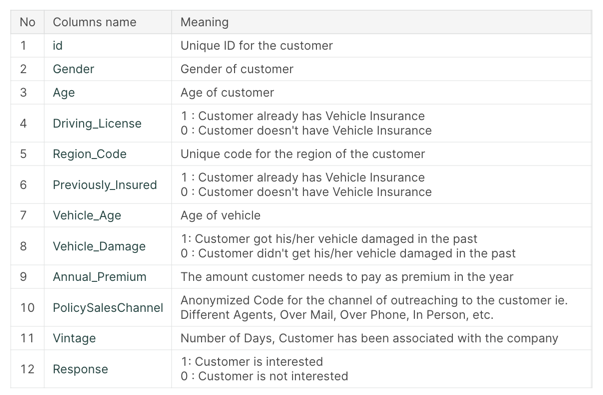 No Columns name Meaning
1 id Unique ID for the customer
2 Gender Gender of customer
3 Age Age of customer
4 Driving_License 1 : Customer already has Vehicle Insurance
0 : Customer doesn't have Vehicle Insurance
5 Region_Code Unique code for the region of the customer
6 Previously_Insured 1 : Customer already has Vehicle Insurance
0 : Customer doesn't have Vehicle Insurance
7 Vehicle_Age Age of vehicle
8 Vehicle_Damage 1: Customer got his/her vehicle damaged in the past
0 : Customer didn't get his/her vehicle damaged in the past
9 Annual_Premium The amount customer needs to pay as premium in the year
10 PolicySalesChannel Anonymized Code for the channel of outreaching to the customer ie.
Different Agents, Over Mail, Over Phone, In Person, etc.
11 Vintage Number of Days, Customer has been associated with the company
12 Response 1: Customer is interested
0 : Customer is not interested